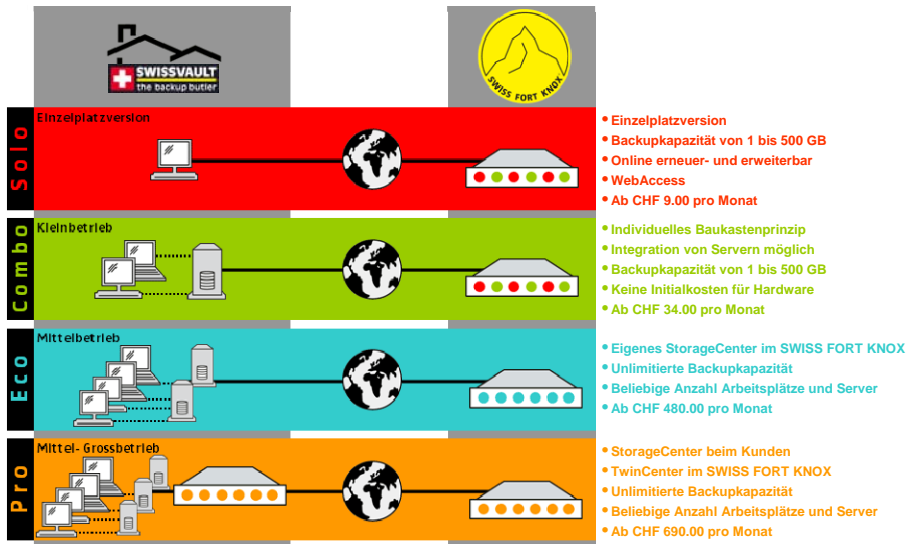 SWISSVAULT
the backup butler
SWISS FORT KNOX
Solo
Einzelplatzversion
• Einzelplatzversion
• Backupkapazität von 1 bis 500 GB
• Online erneuer- und erweiterbar
• WebAccess
• Ab CHF 9.00 pro Monat
Combo
Kleinbetrieb
• Individuelles Baukastenprinzip
• Integration von Servern möglich
• Backupkapazität von 1 bis 500 GB
• Keine Initialkosten für Hardware
• Ab CHF 34.00 pro Monat
Eco
Mittelbetrieb
• Eigenes StorageCenter im SWISS FORT KNOX
• Unlimitierte Backupkapazität
• Beliebige Anzahl Arbeitsplätze und Server
• Ab CHF 480.00 pro Monat
Pro
Mittel- Grossbetrieb
• StorageCenter beim Kunden
• TwinCenter im SWISS FORT KNOX
• Unlimitierte Backupkapazität
• Beliebige Anzahl Arbeitsplätze und Server
• Ab CHF 690.00 pro Monat